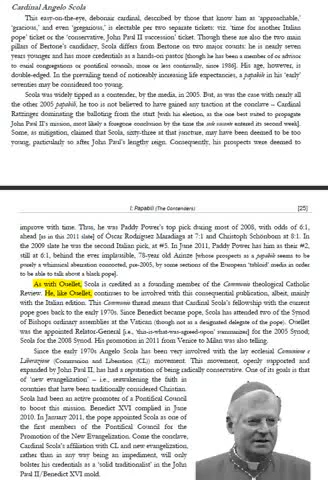 Cardinal Angelo Scola
This easy-on-the-eye, debonair cardinal, described by those that know him as 'approachable,'
'gracious,' and even 'gregarious,' is electable per two separate tickets: viz. 'time for another Italian
pope' ticket or the 'conservative, John Paul II succession' ticket. Though these are also the two main
pillars of Bertone's candidacy, Scola differs from Bertone on two major counts: he is nearly seven
years younger and has more credentials as a hands-on pastor [though he has been a member of or advisor
to curial congregations or pontifical councils, more or less continually, since 1986]. His age, however, is
double-edged. In the prevailing trend of noticeably increasing life expectancies, a papabili in his 'early'
seventies may be considered too young.
Scola was widely tipped as a contender, by the media, in 2005. But, as was the case with nearly all
the other 2005 papabili, he too is not believed to have gained any traction at the conclave – Cardinal
Ratzinger dominating the balloting from the start [with his election, as the one best suited to propagate
John Paul II's mission, most likely a foregone conclusion by the time the sede vacante entered its second week].
Some, as mitigation, claimed that Scola, sixty-three at that juncture, may have been deemed to be too
young, particularly so after John Paul's lengthy reign. Consequently, his prospects were deemed to
I: Papabili (The Contenders) [25]
improve with time. Thus, he was Paddy Power's top pick during most of 2008, with odds of 6:1,
ahead [as in this 2011 slate] of Óscar Rodríguez Maradiaga at 7:1 and Christoph Schönborn at 8:1. In
the 2009 slate he was the second Italian pick, at #5. In June 2011, Paddy Power has him as their #2,
still at 6:1, behind the ever implausible, 78-year old Arinze [whose prospects as a papabili seems to be
purely a whimsical aberration concocted, pre-2005, by some sections of the European 'tabloid' media in order
to be able to talk about a black pope].
As with Ouellet, Scola is credited as a founding member of the Communio theological Catholic
Review. He, like Ouellet, continues to be involved with this consequential publication, albeit, mainly
with the Italian edition. This Communio thread means that Cardinal Scola's fellowship with the current
pope goes back to the early 1970s. Since Benedict became pope, Scola has attended two of the Synod
of Bishops ordinary assemblies at the Vatican (though not as a designated delegate of the pope). Ouellet
was the appointed Relator-General [i.e., 'this-is-what-was-agreed-upon' summarizer] for the 2005 Synod;
Scola for the 2008 Synod. His promotion in 2011 from Venice to Milan was also telling.
Since the early 1970s Angelo Scola has been very involved with the lay ecclesial Comunione e
Liberazione (Communion and Liberation) (CL) movement. This movement, openly supported and
expanded by John Paul II, has had a reputation of being radically conservative. One of its goals is that
of 'new evangelization' – i.e., reawakening the faith in
countries that have been traditionally considered Christian.
Scola had been an active promoter of a Pontifical Council
to boost this mission. Benedict XVI complied in June
2010. In January 2011, the pope appointed Scola as one of
the first members of the Pontifical Council for the
Promotion of the New Evangelization. Come the conclave,
Cardinal Scola's affiliation with CL and new evangelization,
rather than in any way being an impediment, will only
bolster his credentials as a 'solid traditionalist' in the John
Paul II/Benedict XVI mold.